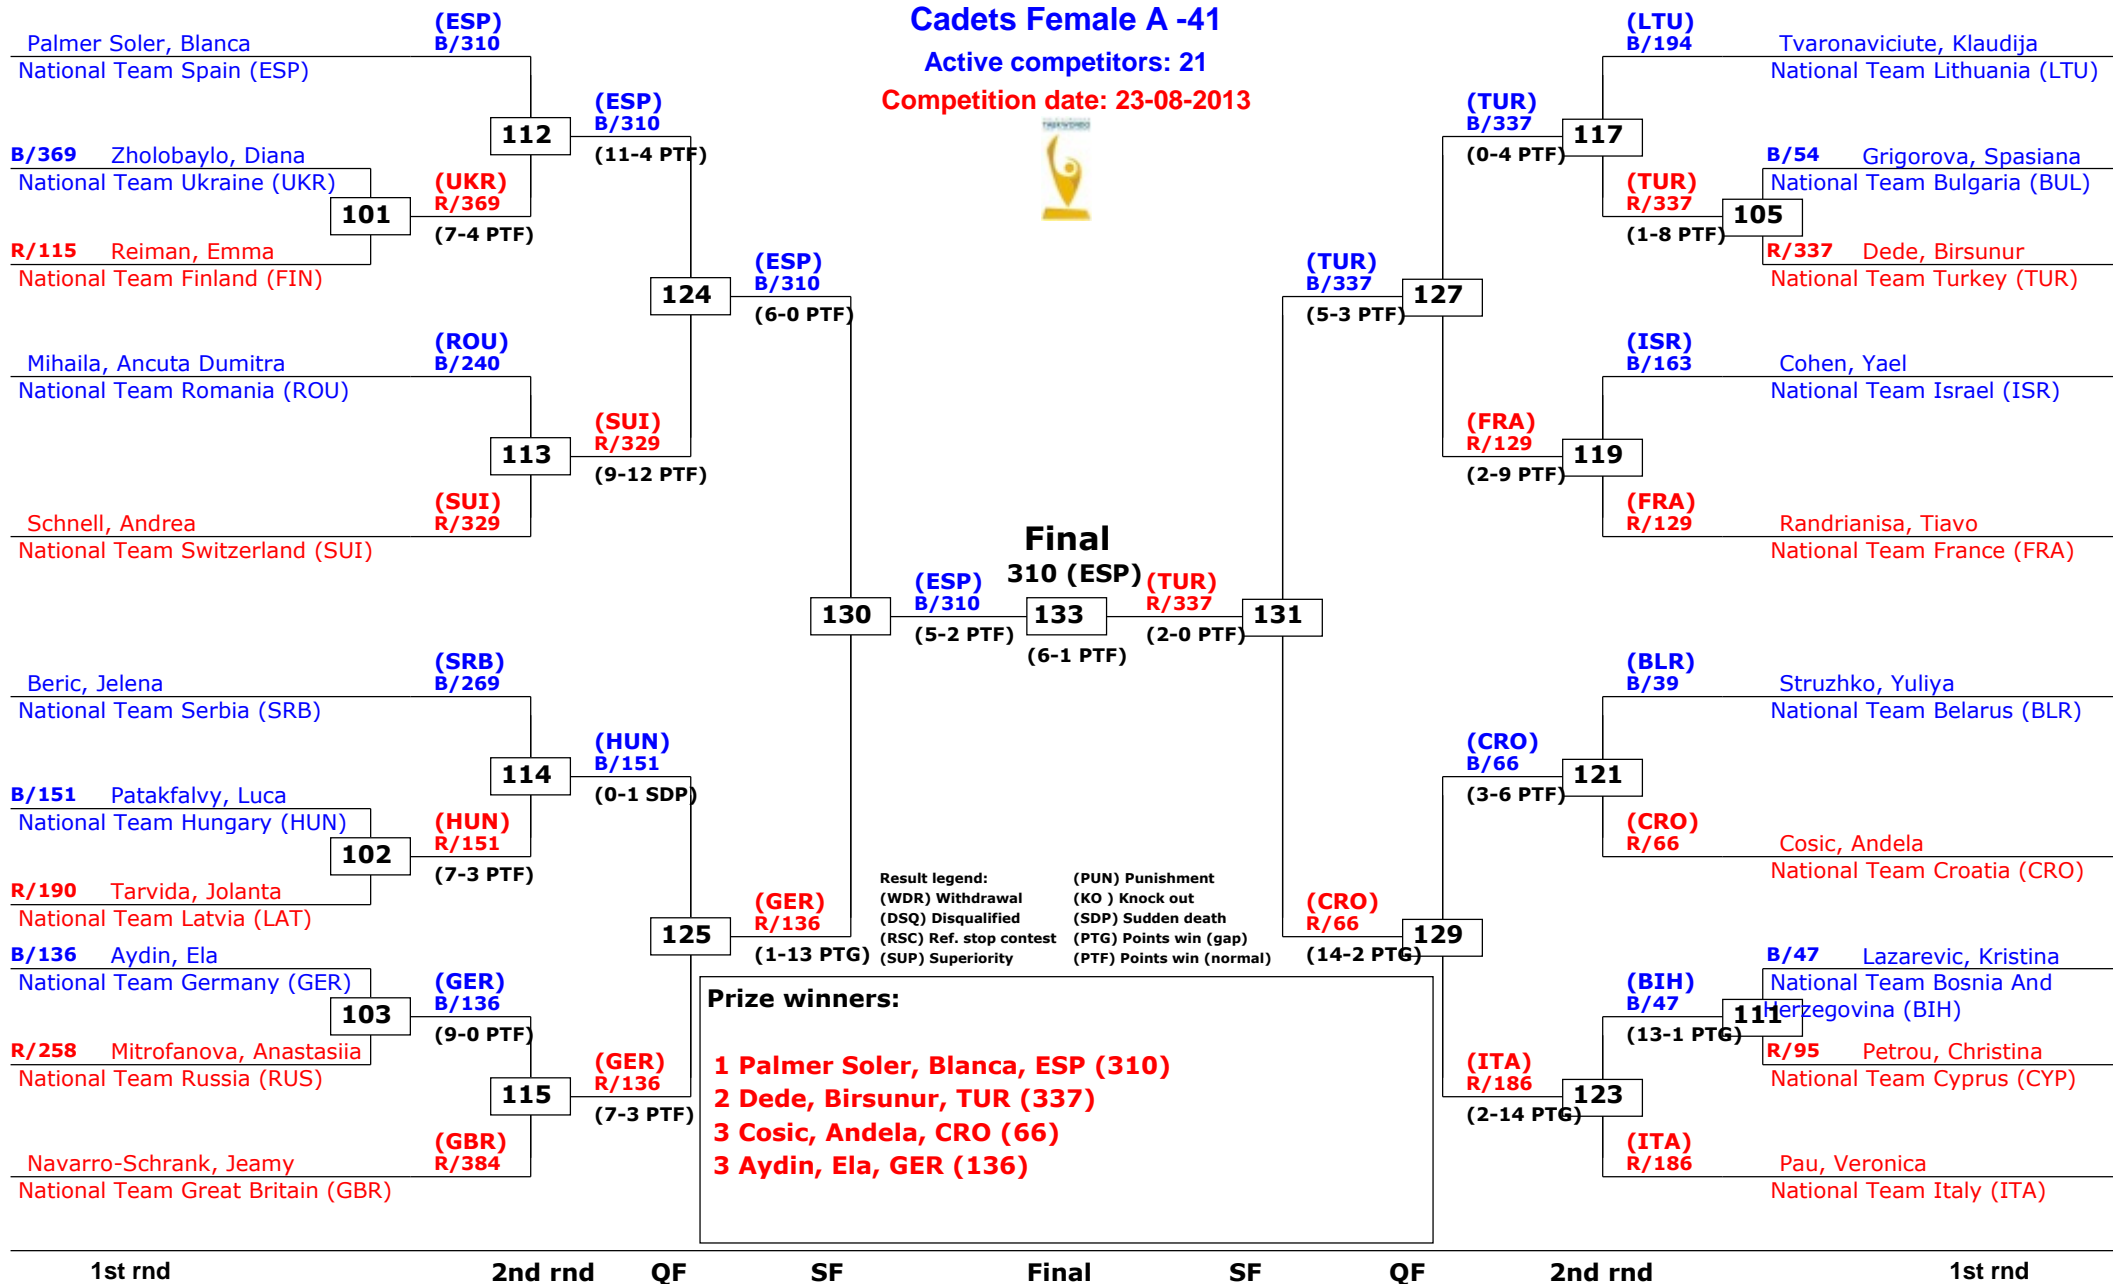 Cadets Female A -41
Active competitors: 21
Competition date: 23-08-2013
TAEKWONDO
(ESP)
B/310
Palmer Soler, Blanca
National Team Spain (ESP)
B/369 Zholobaylo, Diana
National Team Ukraine (UKR)
101
R/115 Reiman, Emma
National Team Finland (FIN)
(UKR)
R/369
(7-4 PTF)
112
(ESP)
B/310
(11-4 PTF)
(ROU)
B/240
Mihaila, Ancuta Dumitra
National Team Romania (ROU)
113
(SUI)
R/329
Schnell, Andrea
National Team Switzerland (SUI)
(SUI)
R/329
(9-12 PTF)
124
(ESP)
B/310
(6-0 PTF)
(SRB)
B/269
Beric, Jelena
National Team Serbia (SRB)
B/151 Patakfalvy, Luca
National Team Hungary (HUN)
102
R/190 Tarvida, Jolanta
National Team Latvia (LAT)
(HUN)
R/151
(7-3 PTF)
114
(HUN)
B/151
(0-1 SDP)
B/136 Aydin, Ela
National Team Germany (GER)
103
R/258 Mitrofanova, Anastasiia
National Team Russia (RUS)
(GER)
B/136
(9-0 PTF)
115
(GBR)
R/384
Navarro-Schrank, Jeamy
National Team Great Britain (GBR)
(GER)
R/136
(7-3 PTF)
125
(GER)
R/136
(1-13 PTG)
130
(ESP)
B/310
(5-2 PTF)
Final
310 (ESP)
133
(6-1 PTF)
(TUR)
R/337
(2-0 PTF)
131
(TUR)
B/337
(5-3 PTF)
127
(TUR)
B/337
(0-4 PTF)
117
(LTU)
B/194
Tvaronaviciute, Klaudija
National Team Lithuania (LTU)
(TUR)
R/337
(1-8 PTF)
105
B/54 Grigorova, Spasiana
National Team Bulgaria (BUL)
R/337 Dede, Birsunur
National Team Turkey (TUR)
(FRA)
R/129
(2-9 PTF)
119
(ISR)
B/163
Cohen, Yael
National Team Israel (ISR)
(FRA)
R/129
Randrianisa, Tiavo
National Team France (FRA)
(CRO)
R/66
(14-2 PTG)
129
(CRO)
B/66
(3-6 PTF)
121
(BLR)
B/39
Struzhko, Yuliya
National Team Belarus (BLR)
(CRO)
R/66
Cosic, Andela
National Team Croatia (CRO)
(ITA)
R/186
(2-14 PTG)
123
(BIH)
B/47
(13-1 PTG)
111
B/47 Lazarevic, Kristina
National Team Bosnia And
Herzegovina (BIH)
R/95 Petrou, Christina
National Team Cyprus (CYP)
(ITA)
R/186
Pau, Veronica
National Team Italy (ITA)
Result legend:
(WDR) Withdrawal
(DSQ) Disqualified
(RSC) Ref. stop contest
(SUP) Superiority
(PUN) Punishment
(KO ) Knock out
(SDP) Sudden death
(PTG) Points win (gap)
(PTF) Points win (normal)
Prize winners:
1 Palmer Soler, Blanca, ESP (310)
2 Dede, Birsunur, TUR (337)
3 Cosic, Andela, CRO (66)
3 Aydin, Ela, GER (136)
1st rnd 2nd rnd QF SF Final SF QF 2nd rnd 1st rnd